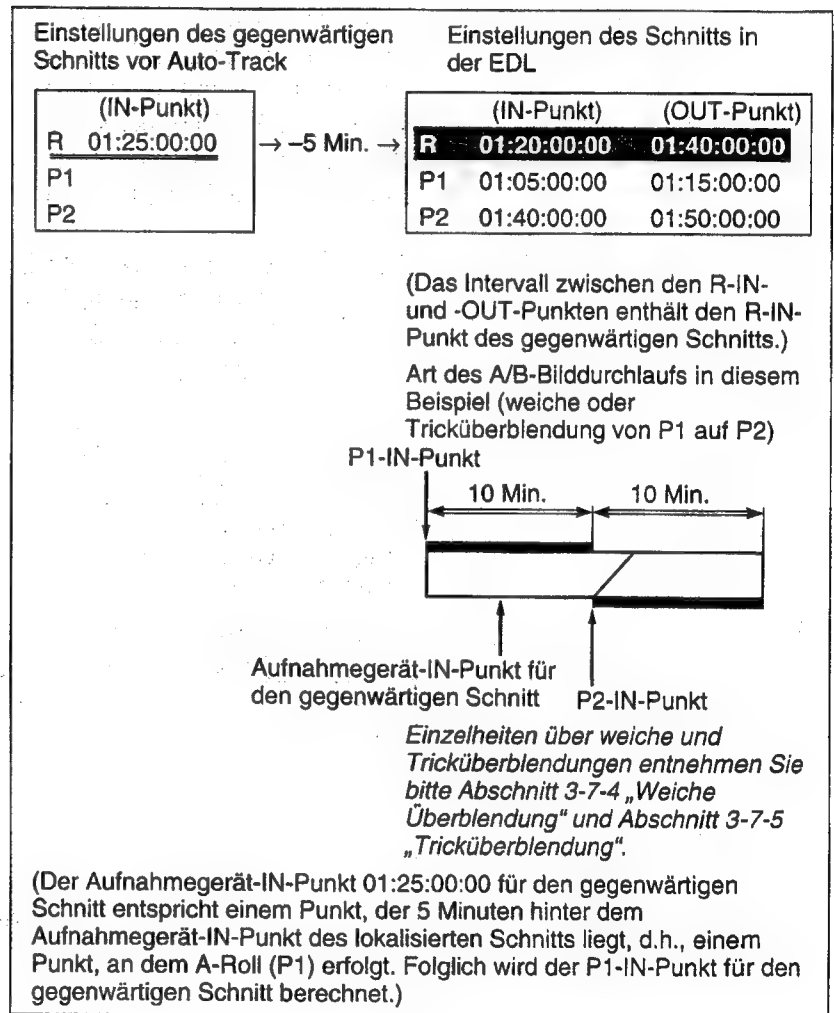 Einstellungen des gegenwärtigen
Schnitts vor Auto-Track
Einstellungen des Schnitts in
der EDL
(IN-Punkt)
R 01:25:00:00
P1
P2
→ –5 Min. →
(IN-Punkt) (OUT-Punkt)
R 01:20:00:00 01:40:00:00
P1 01:05:00:00 01:15:00:00
P2 01:40:00:00 01:50:00:00
(Das Intervall zwischen den R-IN-
und -OUT-Punkten enthält den R-IN-
Punkt des gegenwärtigen Schnitts.)
Art des A/B-Bilddurchlaufs in diesem
Beispiel (weiche oder
Tricküberblendung von P1 auf P2)
P1-IN-Punkt
10 Min. 10 Min.
Aufnahmegerät-IN-Punkt für
den gegenwärtigen Schnitt
P2-IN-Punkt
Einzelheiten über weiche und
Tricküberblendungen entnehmen Sie
bitte Abschnitt 3-7-4 „Weiche
Überblendung" und Abschnitt 3-7-5
„Tricküberblendung".
(Der Aufnahmegerät-IN-Punkt 01:25:00:00 für den gegenwärtigen
Schnitt entspricht einem Punkt, der 5 Minuten hinter dem
Aufnahmegerät-IN-Punkt des lokalisierten Schnitts liegt, d.h., einem
Punkt, an dem A-Roll (P1) erfolgt. Folglich wird der P1-IN-Punkt für den
gegenwärtigen Schnitt berechnet.)